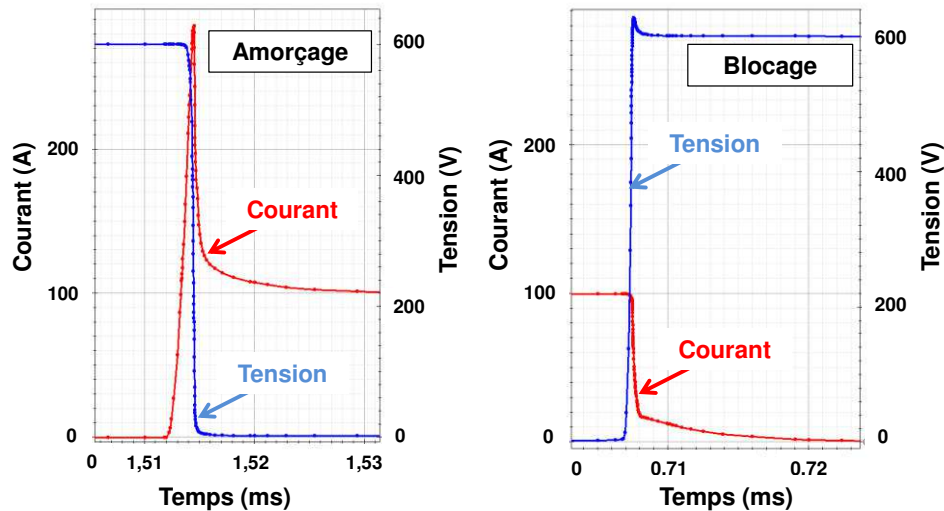 Amorçage
Courant (A)
200
100
0
Tension (V)
600
400
200
0
Courant
Tension
0
1,51
1,52
1,53
Temps (ms)
Blocage
Courant (A)
200
100
0
Tension (V)
600
400
200
0
Tension
Courant
0
0.71
0.72
Temps (ms)